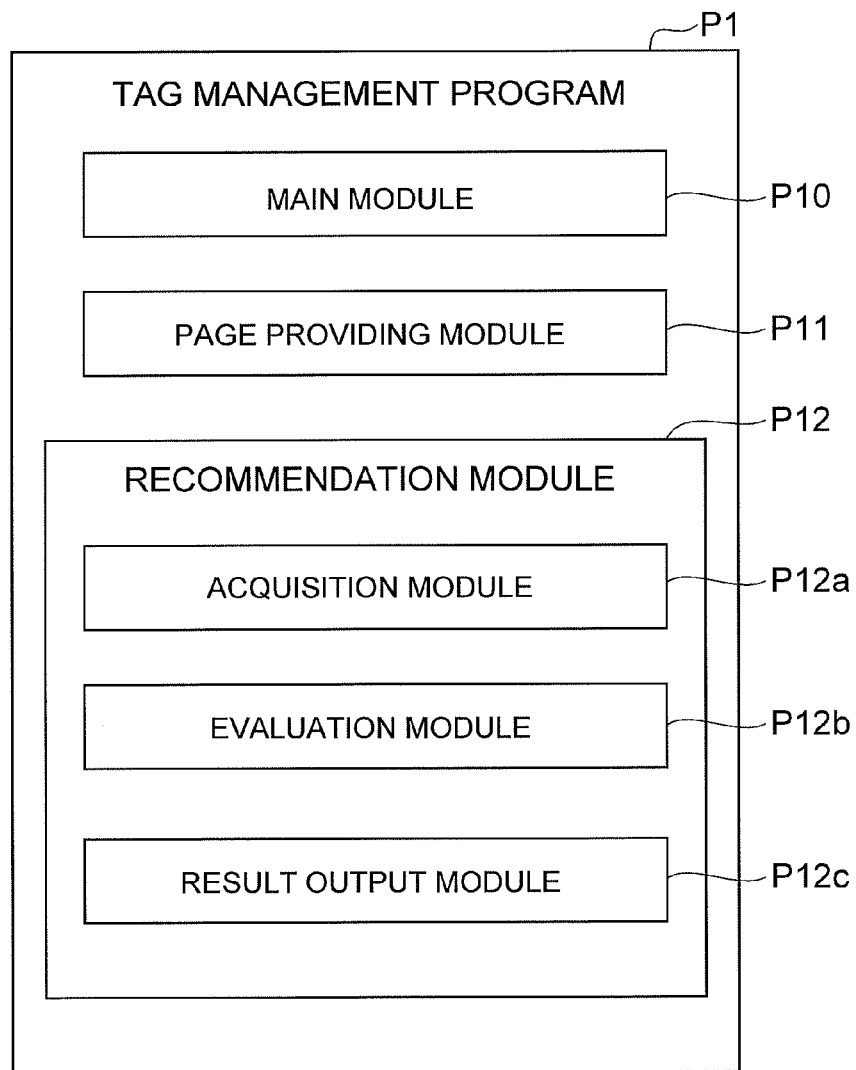 P1
TAG MANAGEMENT PROGRAM
MAIN MODULE
P10
PAGE PROVIDING MODULE
P11
P12
RECOMMENDATION MODULE
ACQUISITION MODULE
P12a
EVALUATION MODULE
P12b
RESULT OUTPUT MODULE
P12c